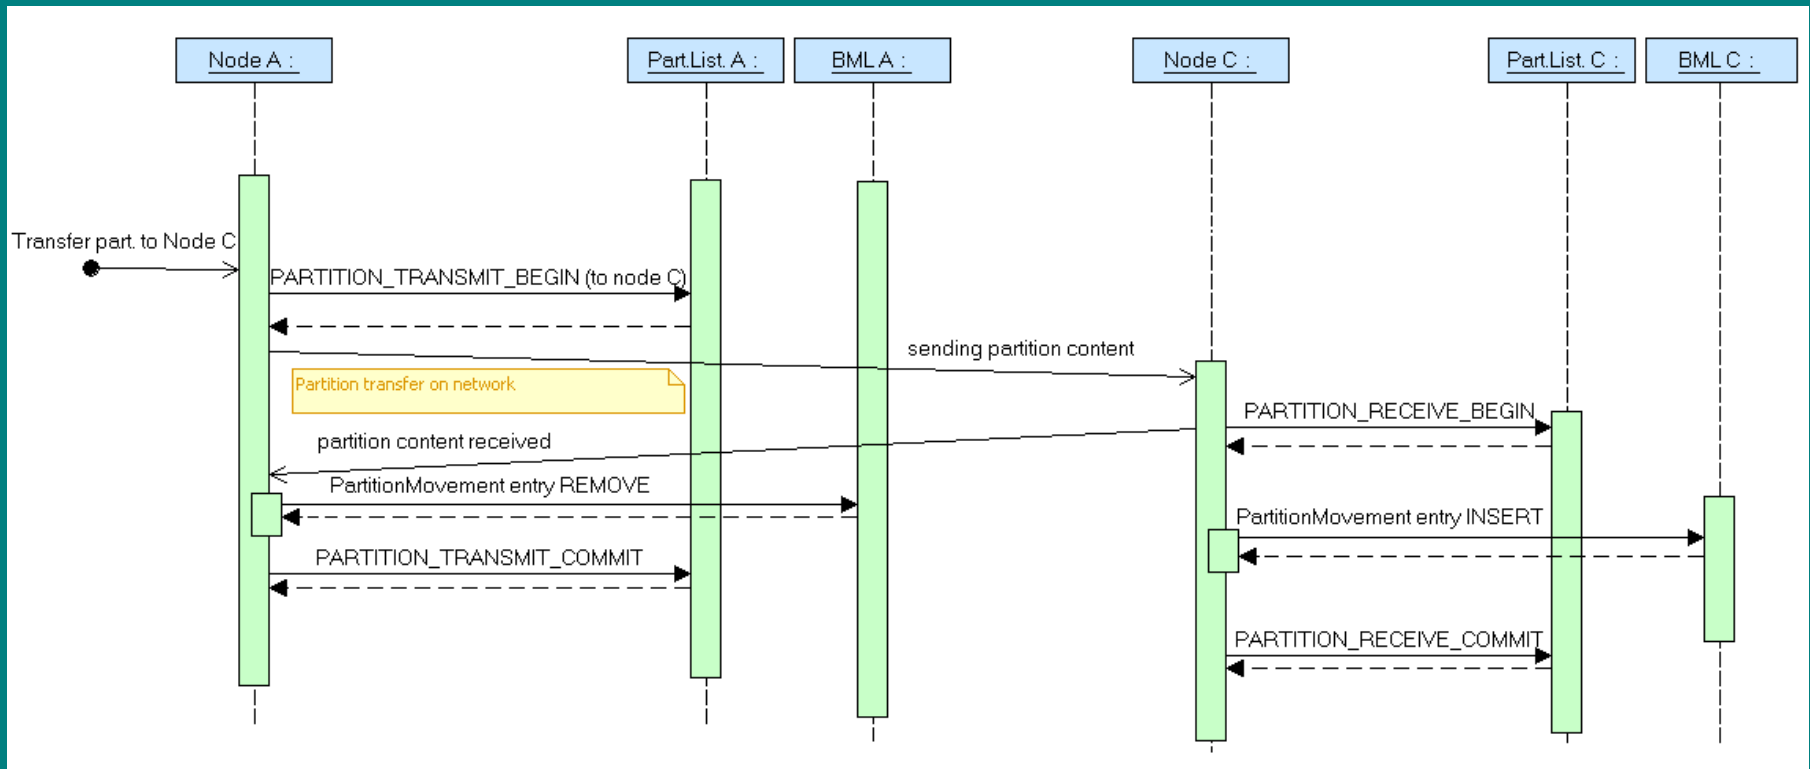 Node A :
Part.List. A :
BML A :
Node C :
Part.List. C :
BML C :
Transfer part. to Node C
PARTITION_TRANSMIT_BEGIN (to node C)
sending partition content
Partition transfer on network
PARTITION_RECEIVE_BEGIN
partition content received
PartitionMovement entry REMOVE
PartitionMovement entry INSERT
PARTITION_TRANSMIT_COMMIT
PARTITION_RECEIVE_COMMIT